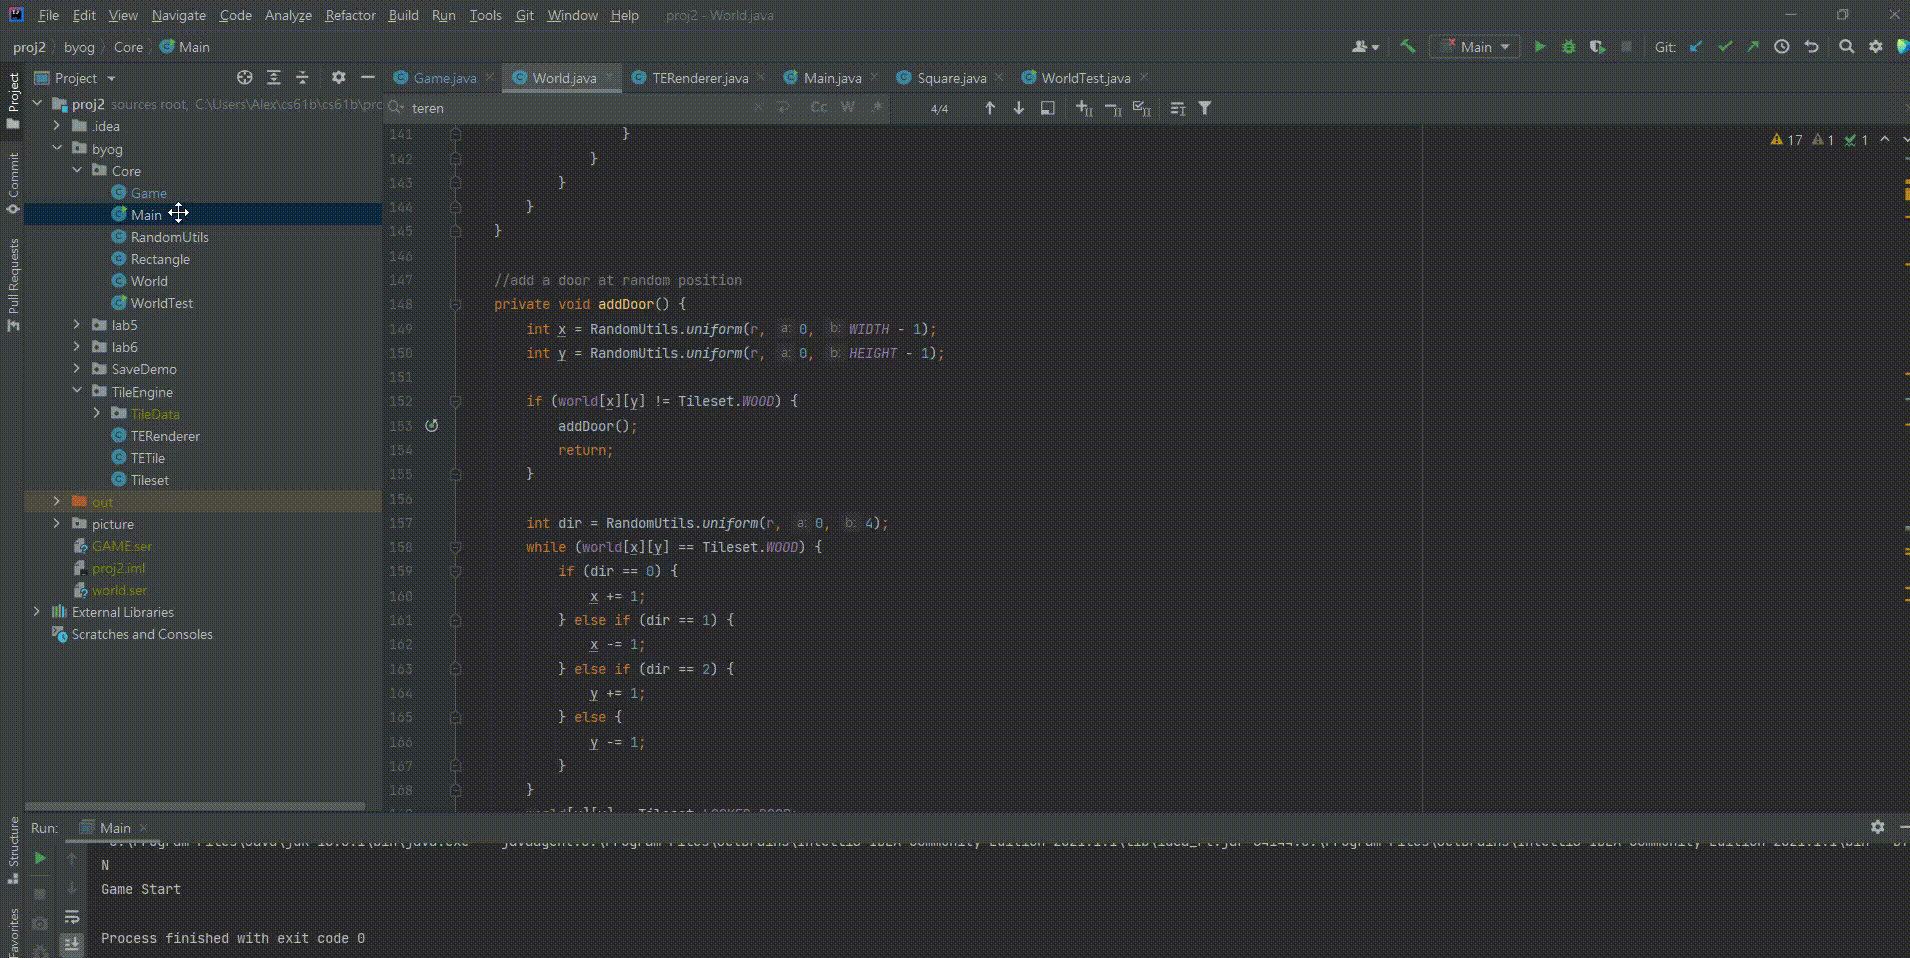 File Edit View Navigate Code Analyze Refactor Build Run Tools Git Window Help proj2 - World.java
proj2 byog Core Main
Main Git:
Project
Game.java World.java TERenderer.java Main.java Square.java WorldTest.java
proj2 sources root, C:\Users\Alex\cs61b\cs61b\pro
teren Cc W .* 4/4
17 1 1
.idea
byog
Core
Game
Main
RandomUtils
Rectangle
World
WorldTest
lab5
lab6
SaveDemo
TileEngine
TileData
TERenderer
TETile
Tileset
out
picture
GAME.ser
proj2.iml
world.ser
External Libraries
Scratches and Consoles
Project
Commit
Pull Requests
Structure
Favorites
141 }
142 }
143 }
144 }
145 }
146
147 //add a door at random position
148 private void addDoor() {
149 int x = RandomUtils.uniform(r, a: 0, b: WIDTH - 1);
150 int y = RandomUtils.uniform(r, a: 0, b: HEIGHT - 1);
151
152 if (world[x][y] != Tileset.WOOD) {
153 addDoor();
154 return;
155 }
156
157 int dir = RandomUtils.uniform(r, a: 0, b: 4);
158 while (world[x][y] == Tileset.WOOD) {
159 if (dir == 0) {
160 x += 1;
161 } else if (dir == 1) {
162 x -= 1;
163 } else if (dir == 2) {
164 y += 1;
165 } else {
166 y -= 1;
167 }
168 }
Run: Main
N
Game Start
Process finished with exit code 0